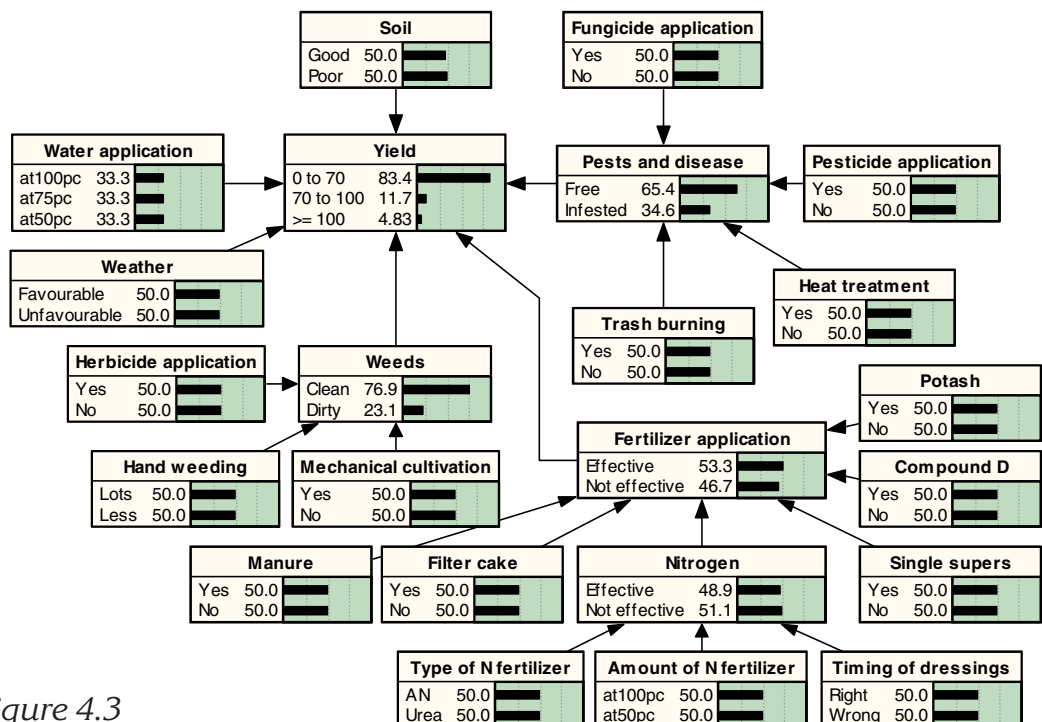 Soil
Good 50.0
Poor 50.0
Fungicide application
Yes 50.0
No 50.0
Water application
at100pc 33.3
at75pc 33.3
at50pc 33.3
Yield
0 to 70 83.4
70 to 100 11.7
>= 100 4.83
Pests and disease
Free 65.4
Infested 34.6
Pesticide application
Yes 50.0
No 50.0
Weather
Favourable 50.0
Unfavourable 50.0
Heat treatment
Yes 50.0
No 50.0
Trash burning
Yes 50.0
No 50.0
Herbicide application
Yes 50.0
No 50.0
Weeds
Clean 76.9
Dirty 23.1
Potash
Yes 50.0
No 50.0
Fertilizer application
Effective 53.3
Not effective 46.7
Hand weeding
Lots 50.0
Less 50.0
Mechanical cultivation
Yes 50.0
No 50.0
Compound D
Yes 50.0
No 50.0
Manure
Yes 50.0
No 50.0
Filter cake
Yes 50.0
No 50.0
Nitrogen
Effective 48.9
Not effective 51.1
Single supers
Yes 50.0
No 50.0
Type of N fertilizer
AN 50.0
Urea 50.0
Amount of N fertilizer
at100pc 50.0
at50pc 50.0
Timing of dressings
Right 50.0
Wrong 50.0
igure 4.3